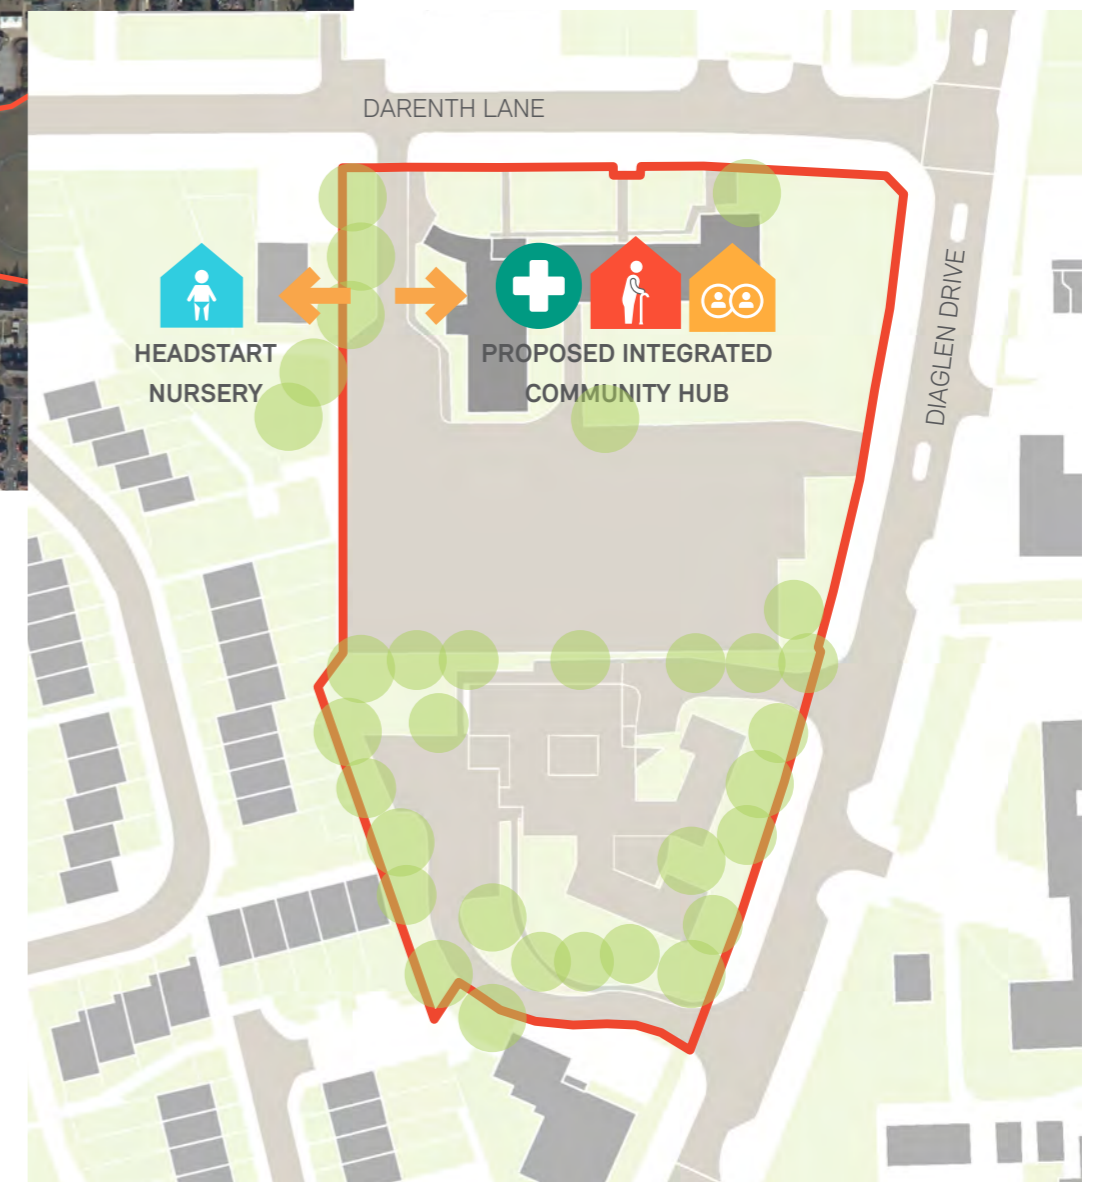 DARENTH LANE
DIAGLEN DRIVE
HEADSTART
NURSERY
PROPOSED INTEGRATED
COMMUNITY HUB